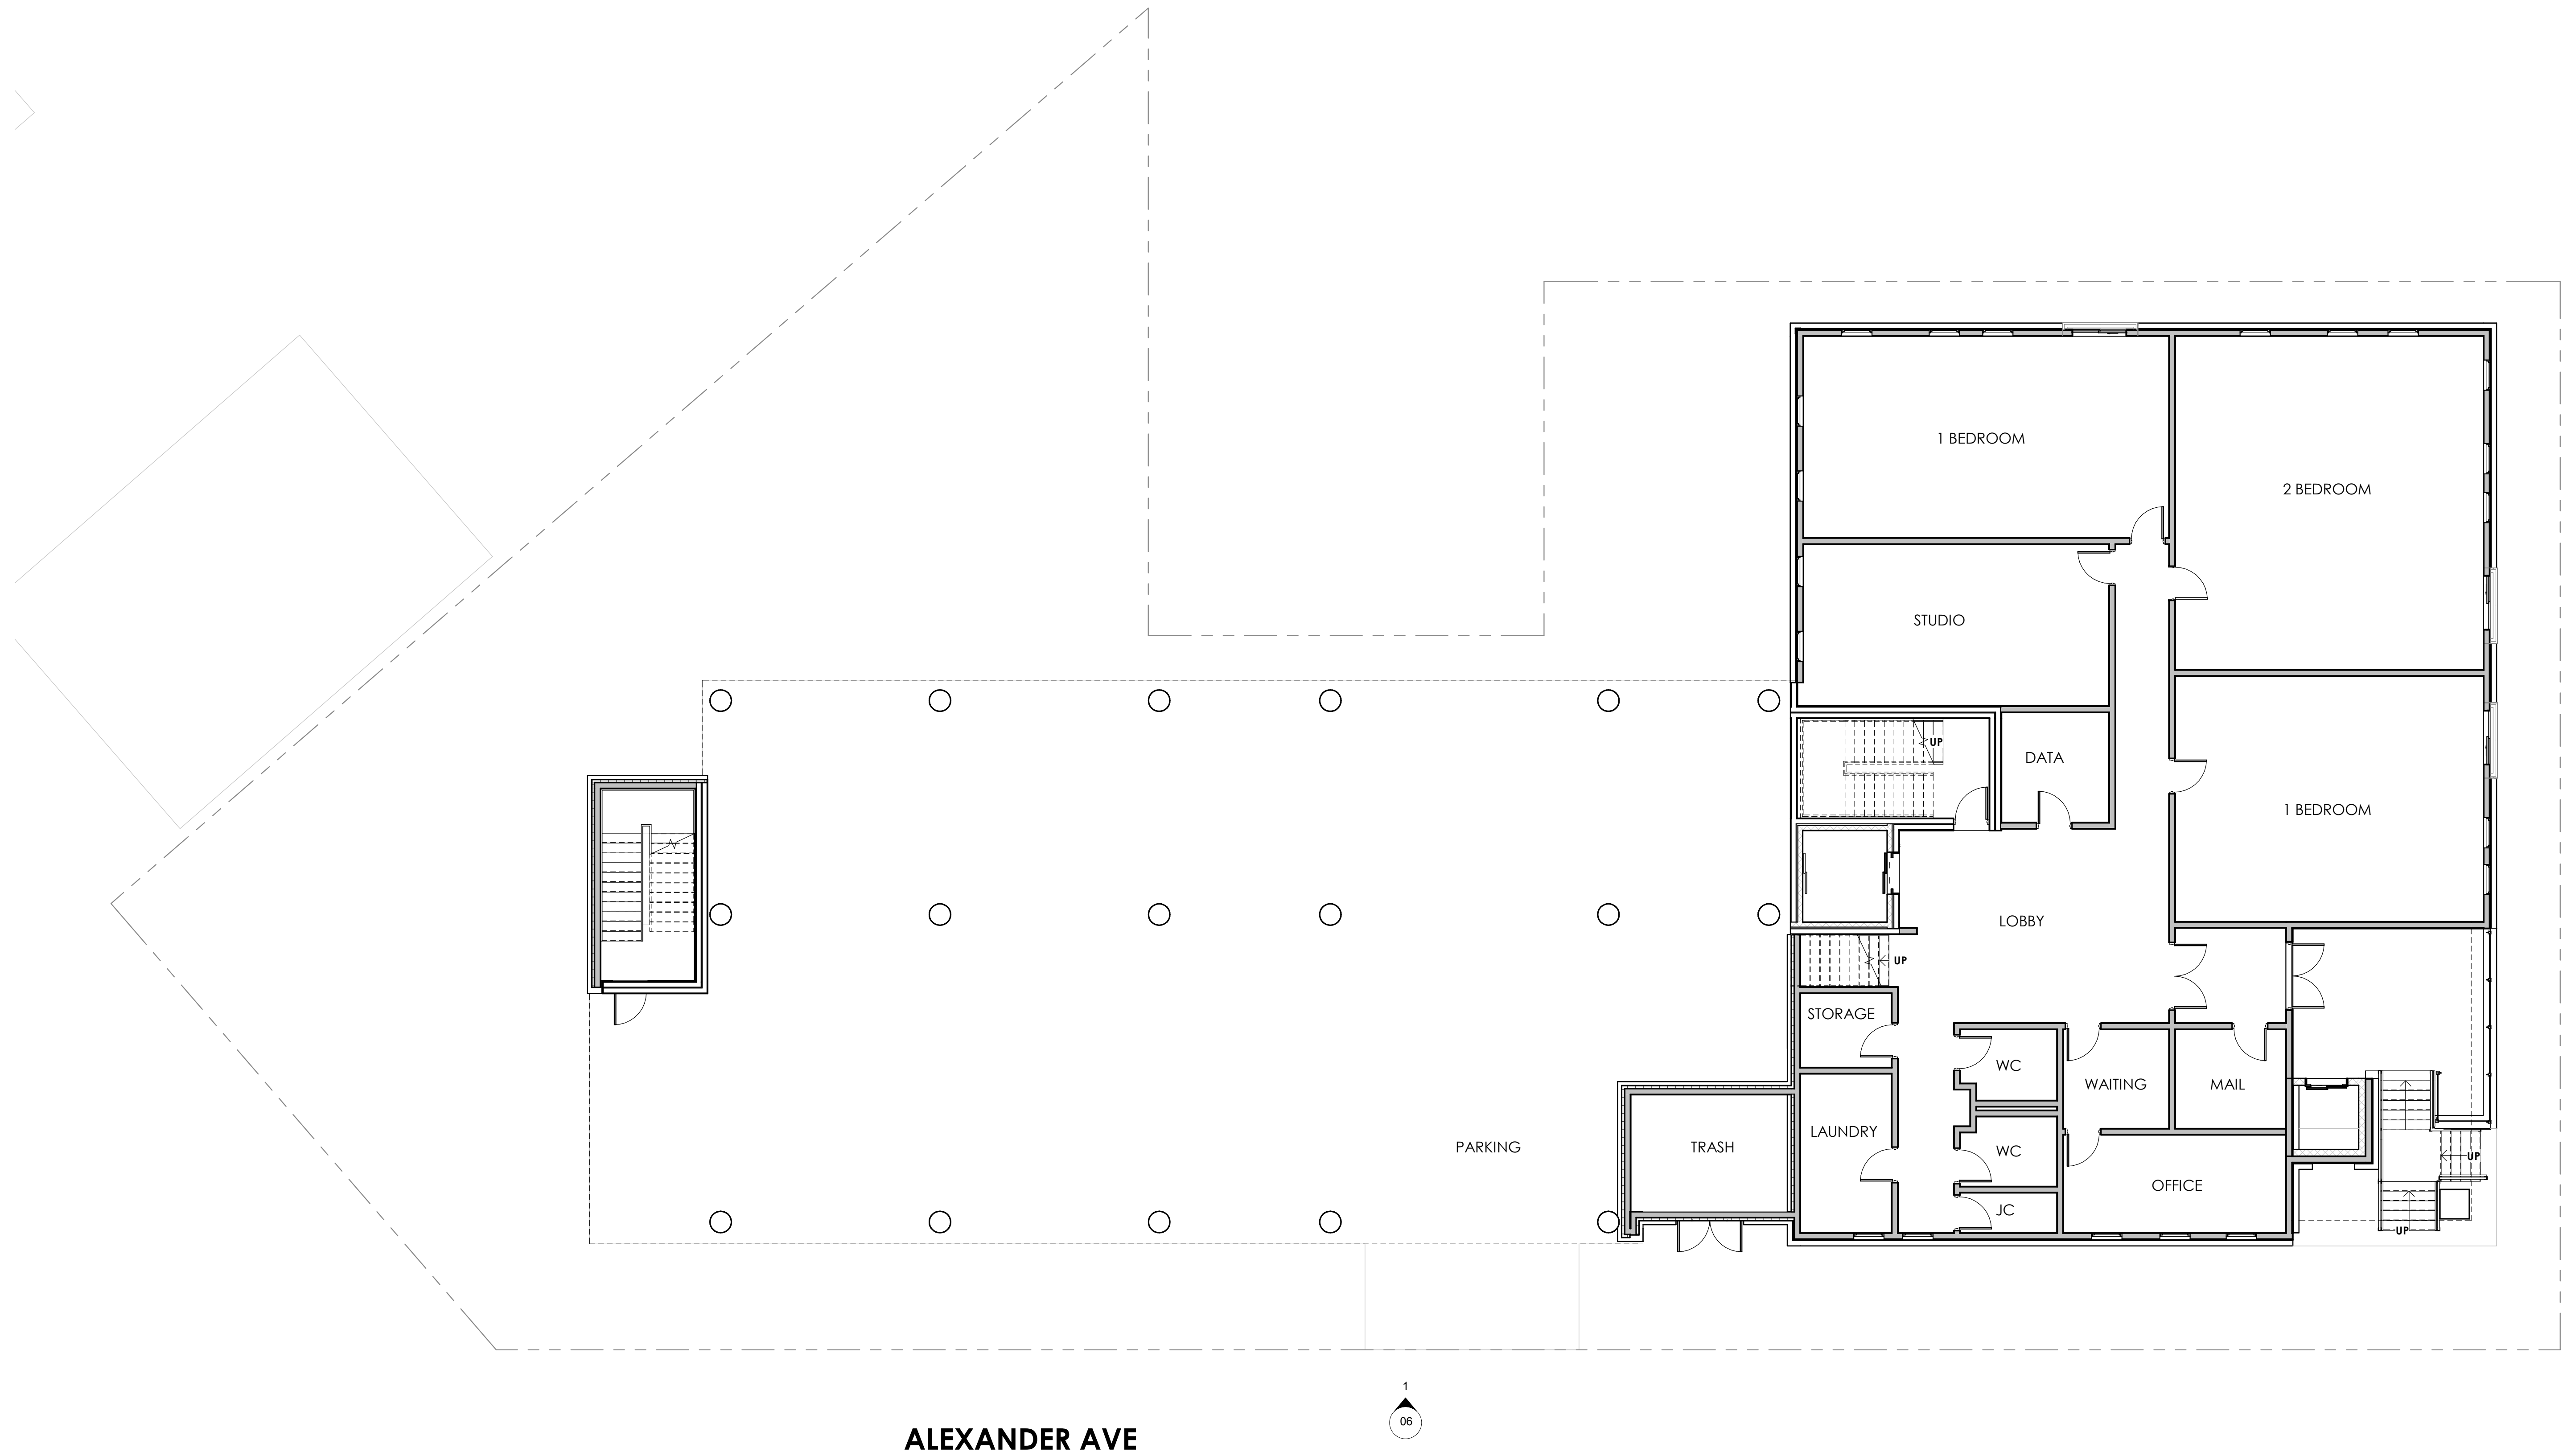 1 BEDROOM
2 BEDROOM
STUDIO
UP
DATA
1 BEDROOM
LOBBY
UP
STORAGE
WC
WAITING
MAIL
LAUNDRY
PARKING
TRASH
WC
UP
OFFICE
JC
UP
1
06
ALEXANDER AVE